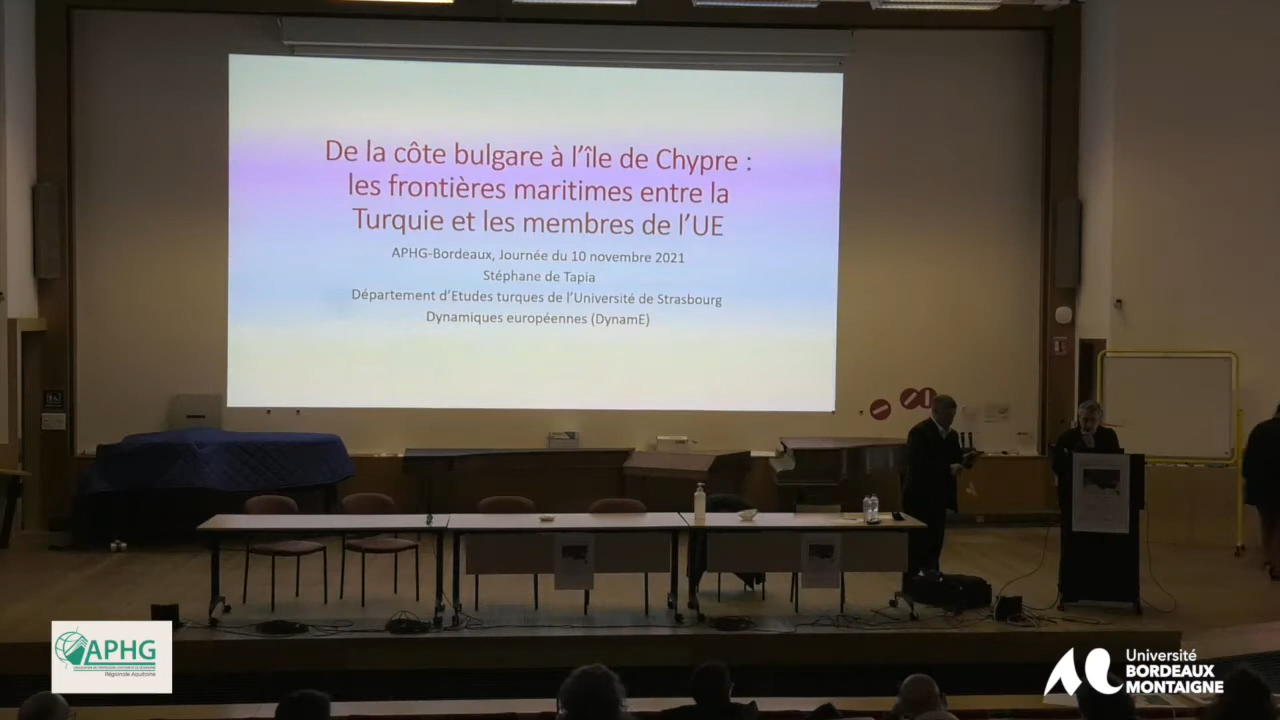 De la côte bulgare à l'île de Chypre :
les frontières maritimes entre la
Turquie et les membres de l'UE
APHG-Bordeaux, Journée du 10 novembre 2021
Stéphane de Tapia
Département d'Etudes turques de l'Université de Strasbourg
Dynamiques européennes (DynamE)
APHG
Régionale Aquitaine
Université
BORDEAUX
MONTAIGNE